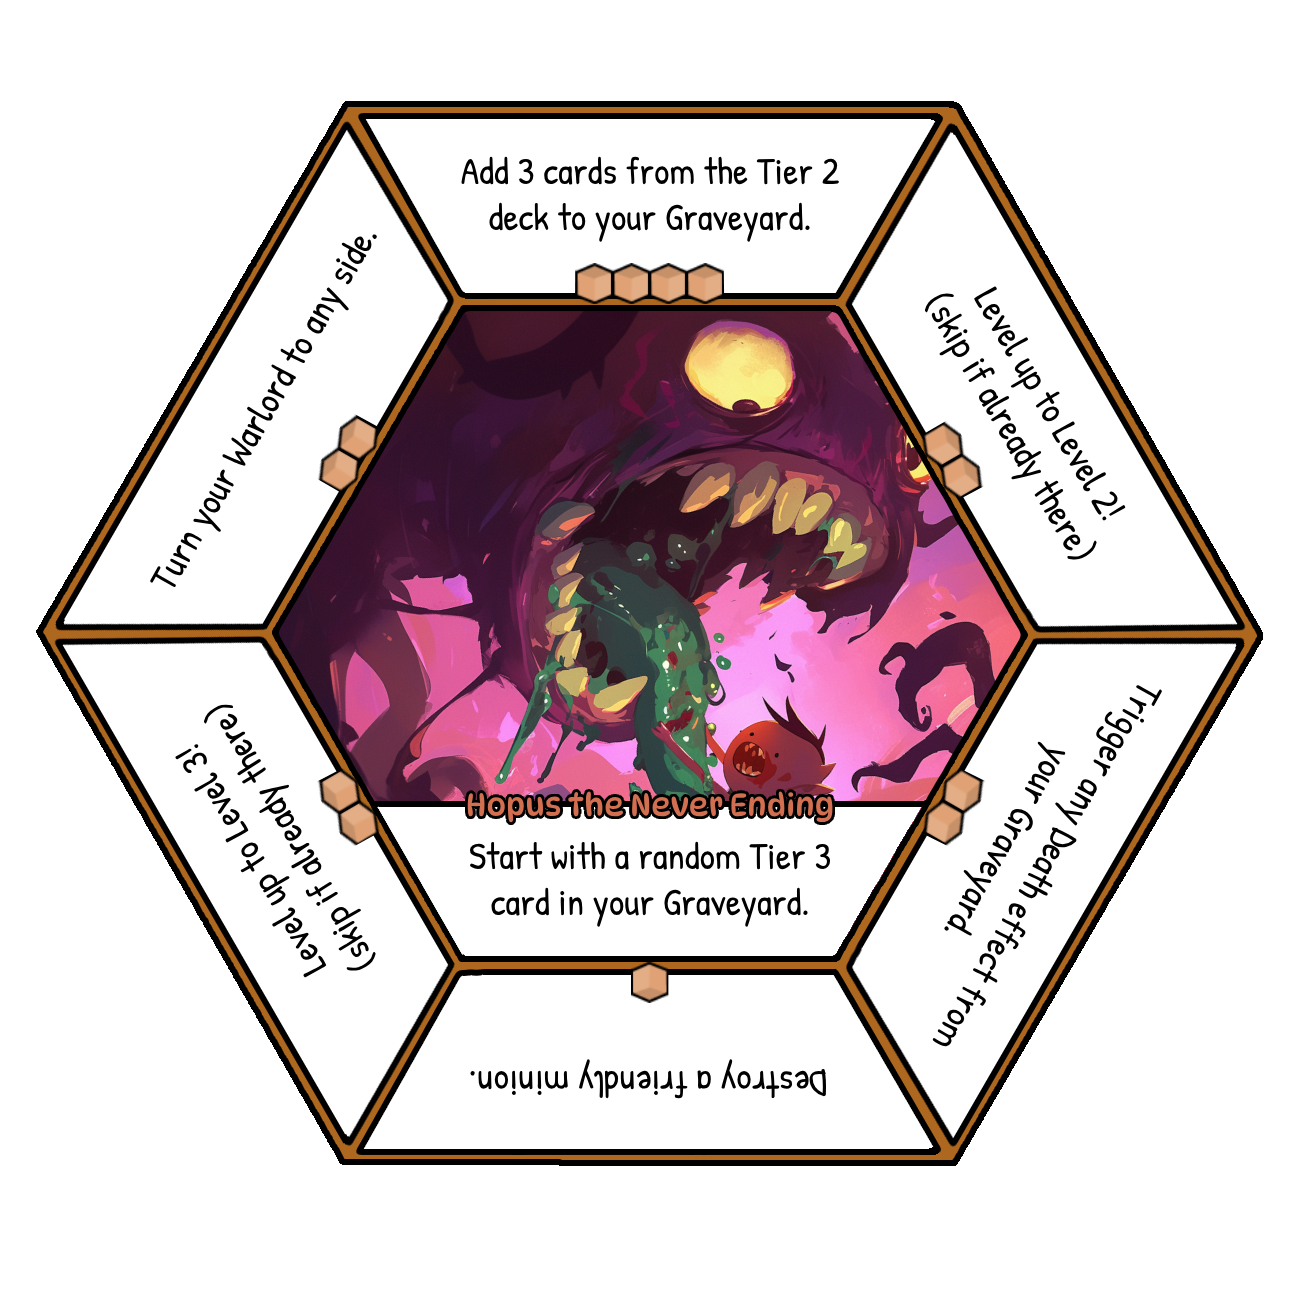 Add 3 cards from the Tier 2
deck to your Graveyard.
Level up to Level 2!
(skip if already there)
Trigger any Death effect from
your Graveyard.
Destroy a friendly minion.
Level up to Level 3!
(skip if already there)
Turn your Warlord to any side.
Hopus the Never Ending
Start with a random Tier 3
card in your Graveyard.